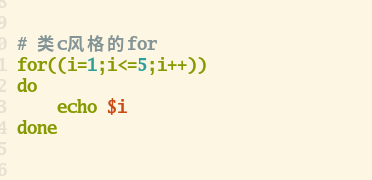 # 类c风格的for
for((i=1;i<=5;i++))
do
    echo $i
done